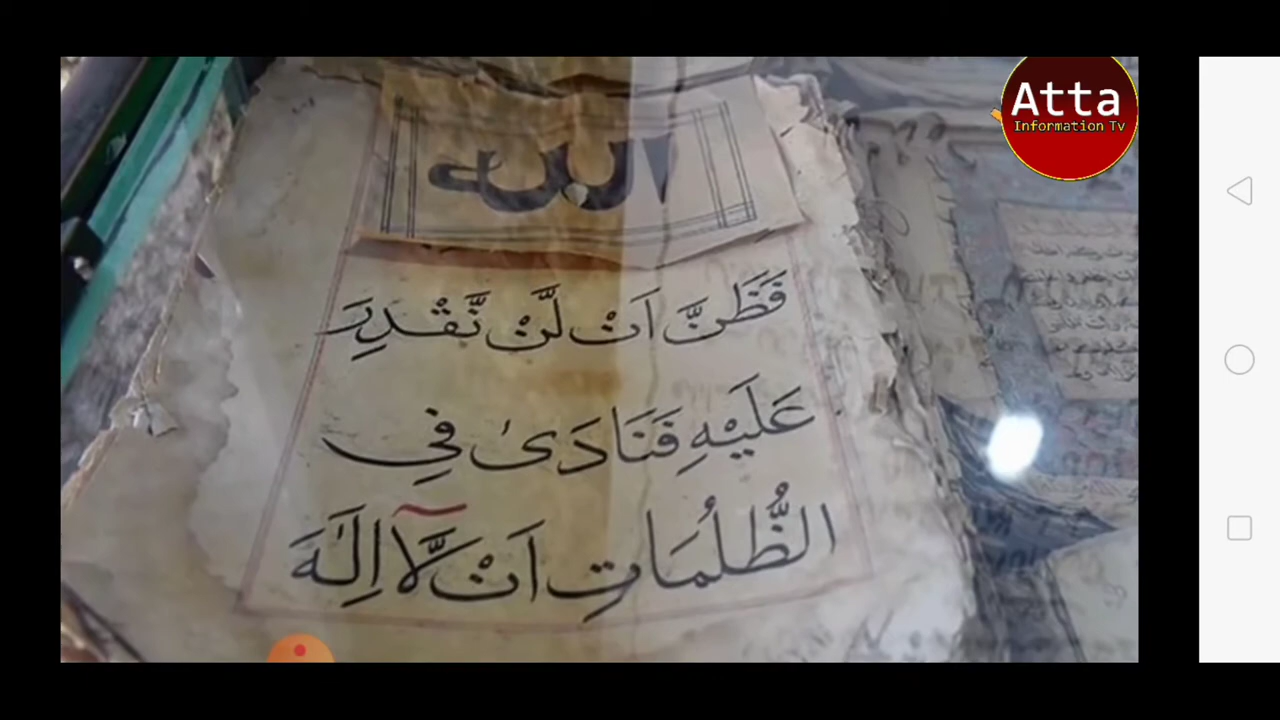 Atta
Information Tv
الله
فَظَنَّ اَنْ لَّنْ نَّقْدِرَ
عَلَيْهِ فَنَادَىٰ فِي
الظُّلُمَاتِ اَنْ لَّآ اِلٰهَ